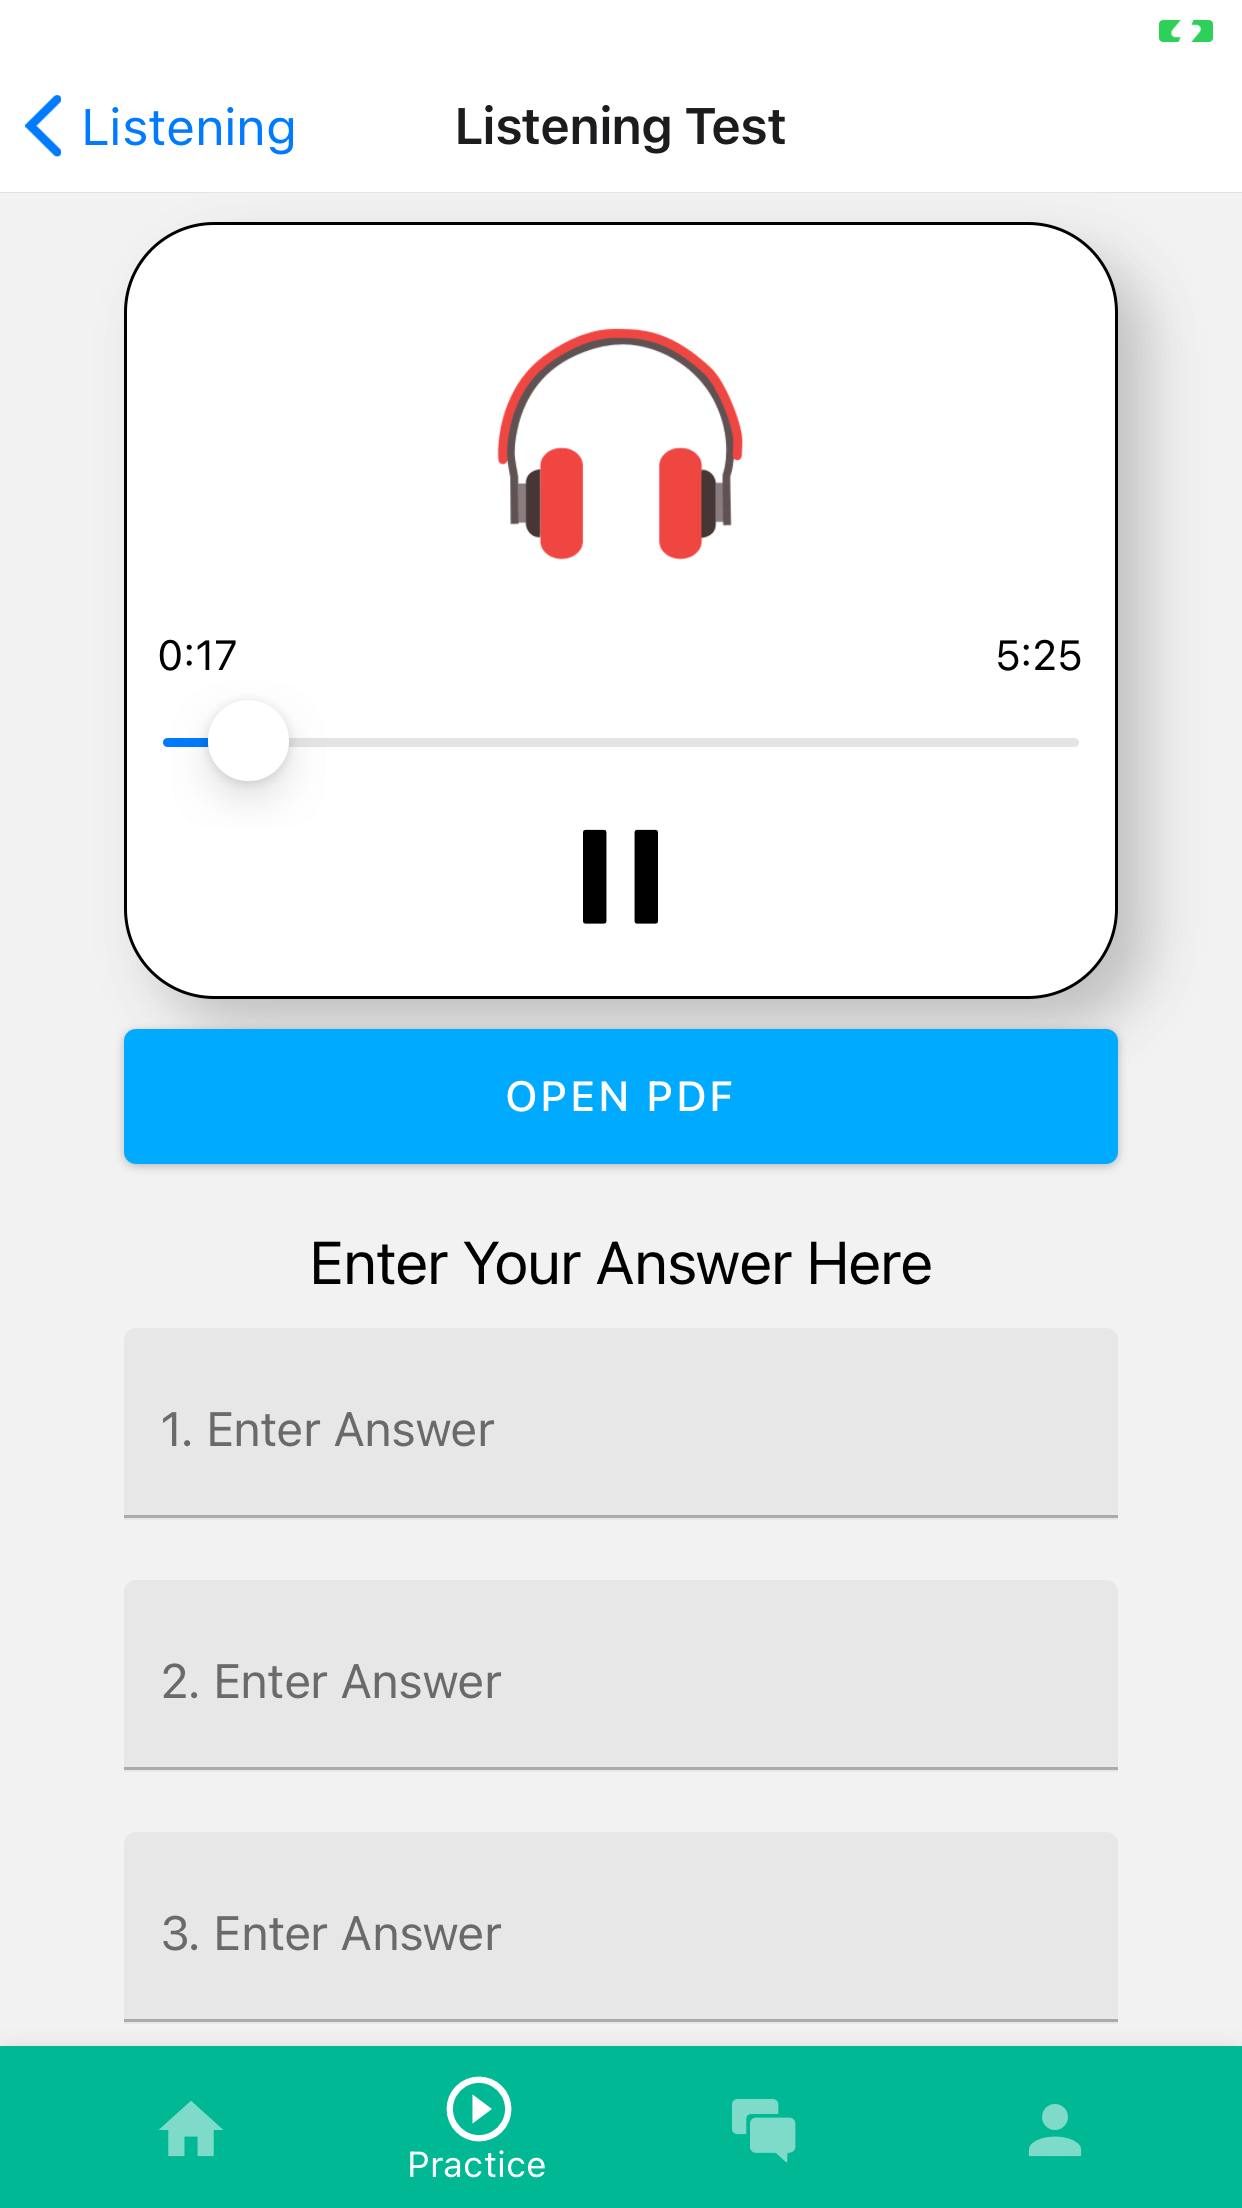 Listening
Listening Test
0:17
5:25
OPEN PDF
Enter Your Answer Here
1. Enter Answer
2. Enter Answer
3. Enter Answer
Practice